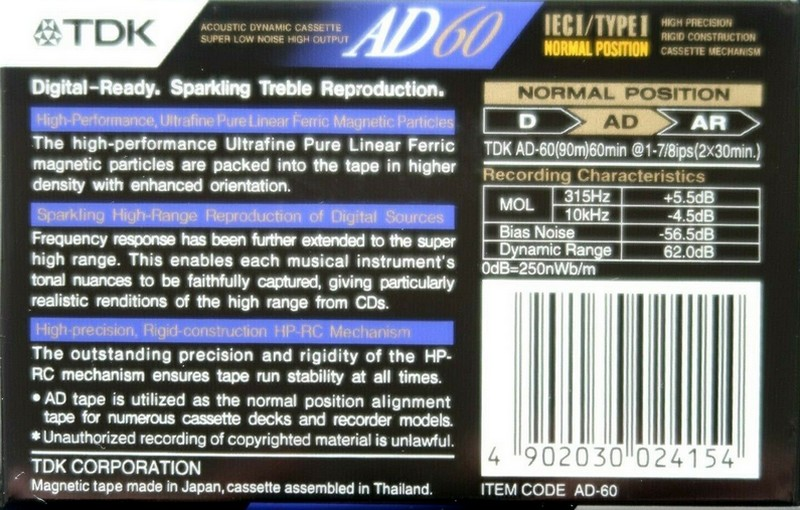 TDK
ACOUSTIC DYNAMIC CASSETTE
SUPER LOW NOISE HIGH OUTPUT
AD60
IECI/TYPE I
NORMAL POSITION
HIGH PRECISION
RIGID CONSTRUCTION
CASSETTE MECHANISM
Digital-Ready. Sparkling Treble Reproduction.
High-Performance, Ultrafine Pure Linear Ferric Magnetic Particles
The high-performance Ultrafine Pure Linear Ferric
magnetic particles are packed into the tape in higher
density with enhanced orientation.
Sparkling High-Range Reproduction of Digital Sources
Frequency response has been further extended to the super
high range. This enables each musical instrument's
tonal nuances to be faithfully captured, giving particularly
realistic renditions of the high range from CDs.
High-precision, Rigid-construction HP-RC Mechanism
The outstanding precision and rigidity of the HP-
RC mechanism ensures tape run stability at all times.
•AD tape is utilized as the normal position alignment
tape for numerous cassette decks and recorder models.
*Unauthorized recording of copyrighted material is unlawful.
TDK CORPORATION
Magnetic tape made in Japan, cassette assembled in Thailand.
NORMAL POSITION
D AD AR
TDK AD-60(90m)60min @1-7/8ips(2×30min.)
Recording Characteristics
MOL 315Hz +5.5dB
10kHz -4.5dB
Bias Noise -56.5dB
Dynamic Range 62.0dB
0dB=250nWb/m
4 902030 024154
ITEM CODE AD-60